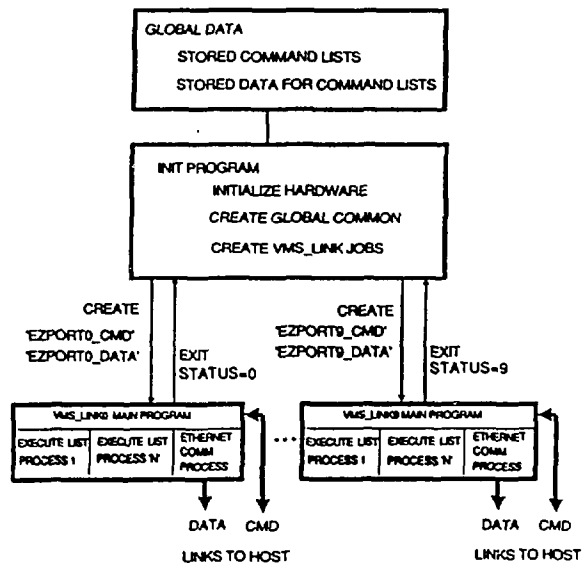 GLOBAL DATA
STORED COMMAND LISTS
STORED DATA FOR COMMAND LISTS
INIT PROGRAM
INITIALIZE HARDWARE
CREATE GLOBAL COMMON
CREATE VMS_LINK JOBS
CREATE
'EZPORT0_CMD'
'EZPORT0_DATA'
EXIT
STATUS=0
CREATE
'EZPORT9_CMD'
'EZPORT9_DATA'
EXIT
STATUS=9
VMS_LINK0 MAIN PROGRAM
EXECUTE LIST
PROCESS 1
EXECUTE LIST
PROCESS 'N'
ETHERNET
COMM
PROCESS
...
VMS_LINK9 MAIN PROGRAM
EXECUTE LIST
PROCESS 1
EXECUTE LIST
PROCESS 'N'
ETHERNET
COMM
PROCESS
DATA CMD
LINKS TO HOST
DATA CMD
LINKS TO HOST